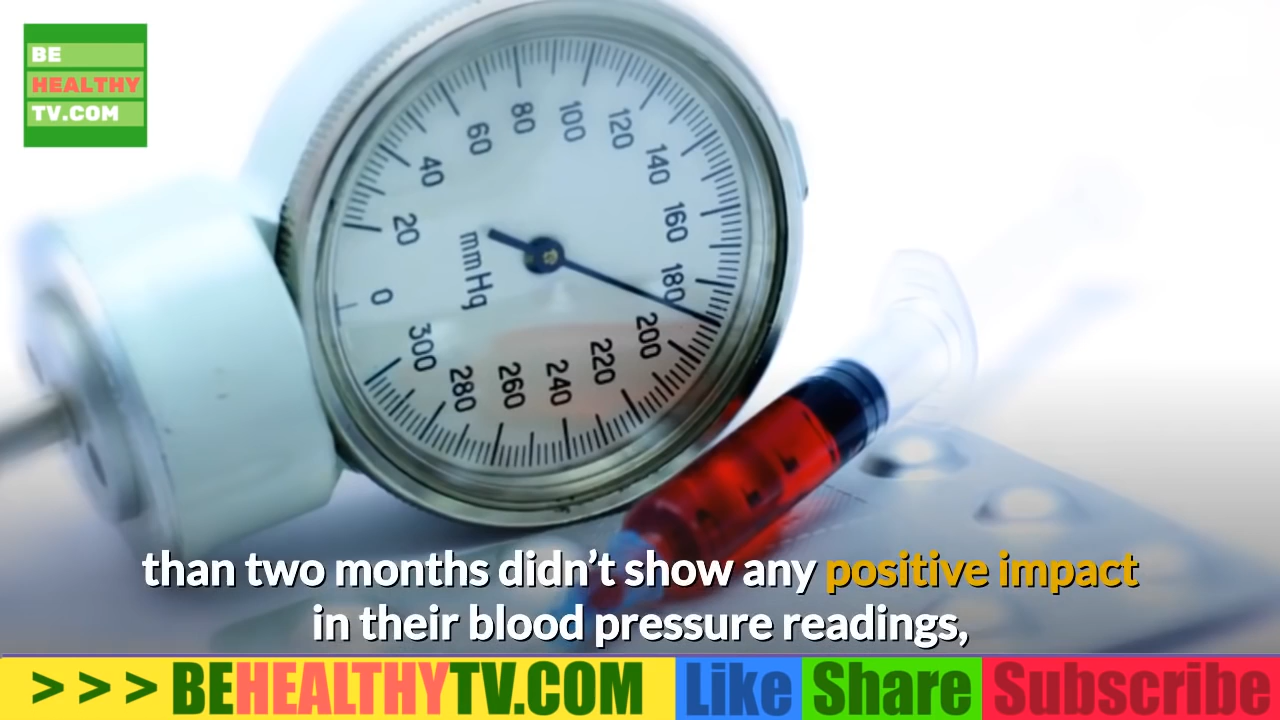 BE
HEALTHY
TV.COM
0
20
40
60
80
100
120
140
160
180
200
220
240
260
280
300
mmHg
than two months didn’t show any positive impact
in their blood pressure readings,
> > > BEHEALTHYTV.COM Like Share Subscribe